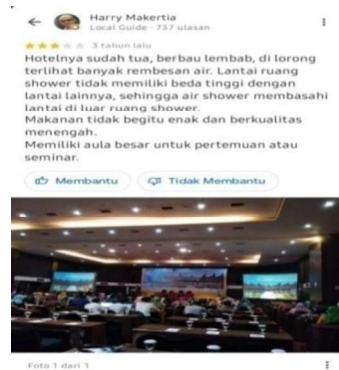 Harry Makertia
Local Guide · 737 ulasan
3 tahun lalu
Hotelnya sudah tua, berbau lembab, di lorong
terlihat banyak rembesan air. Lantai ruang
shower tidak memiliki beda tinggi dengan
lantai lainnya, sehingga air shower membasahi
lantai di luar ruang shower.
Makanan tidak begitu enak dan berkualitas
menengah.
Memiliki aula besar untuk pertemuan atau
seminar.
Membantu
Tidak Membantu
Foto 1 dari 1